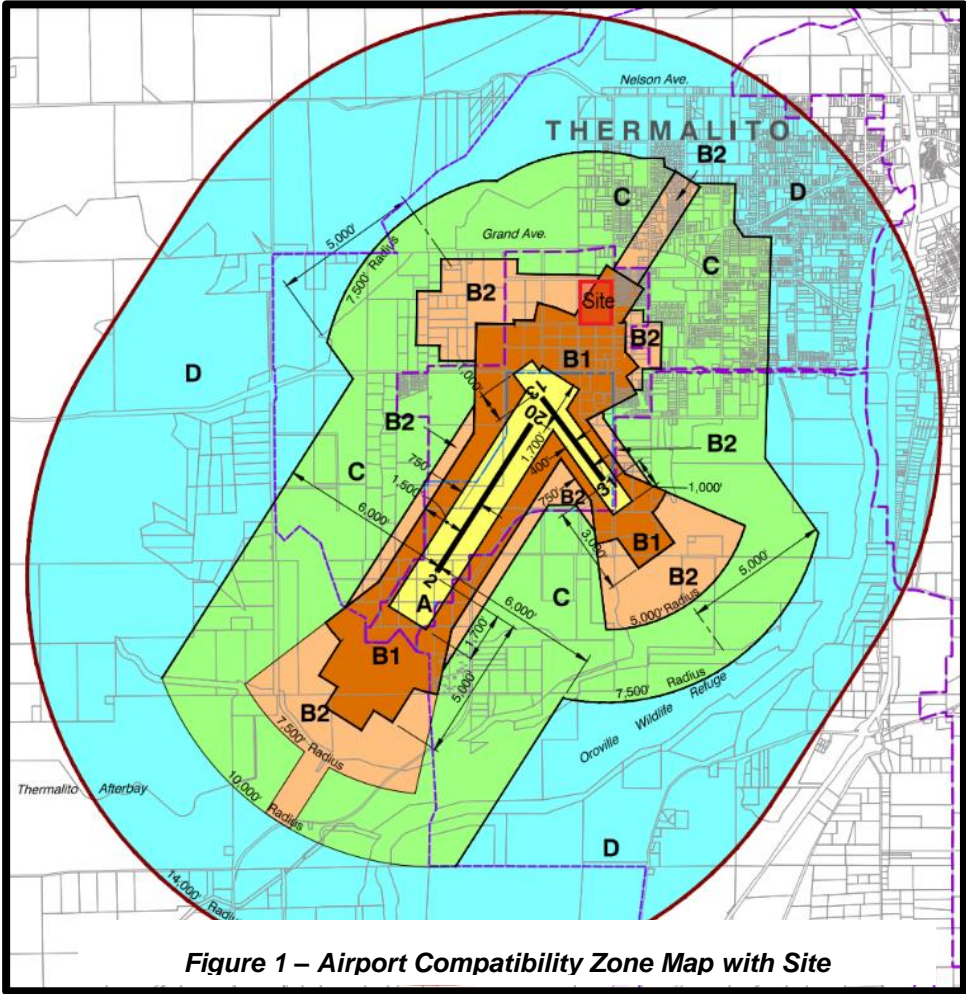 Nelson Ave.
THERMALITO
B2
C
D
5,000'
7,500' Radius
Grand Ave.
C
B2
Site
B2
D
B1
1,000'
13
20
B2
B2
750'
1,700'
400'
C
1,500'
31
1,000'
750'
B2
6,000'
3,000'
B1
2
B2
5,000'
A
C
6,000'
5,000' Radius
1,700'
B1
5,000'
7,500' Radius
Oroville Wildlife Refuge
B2
7,500' Radius
Thermalito Afterbay
10,000' Radius
D
14,000' Radius
Figure 1 – Airport Compatibility Zone Map with Site